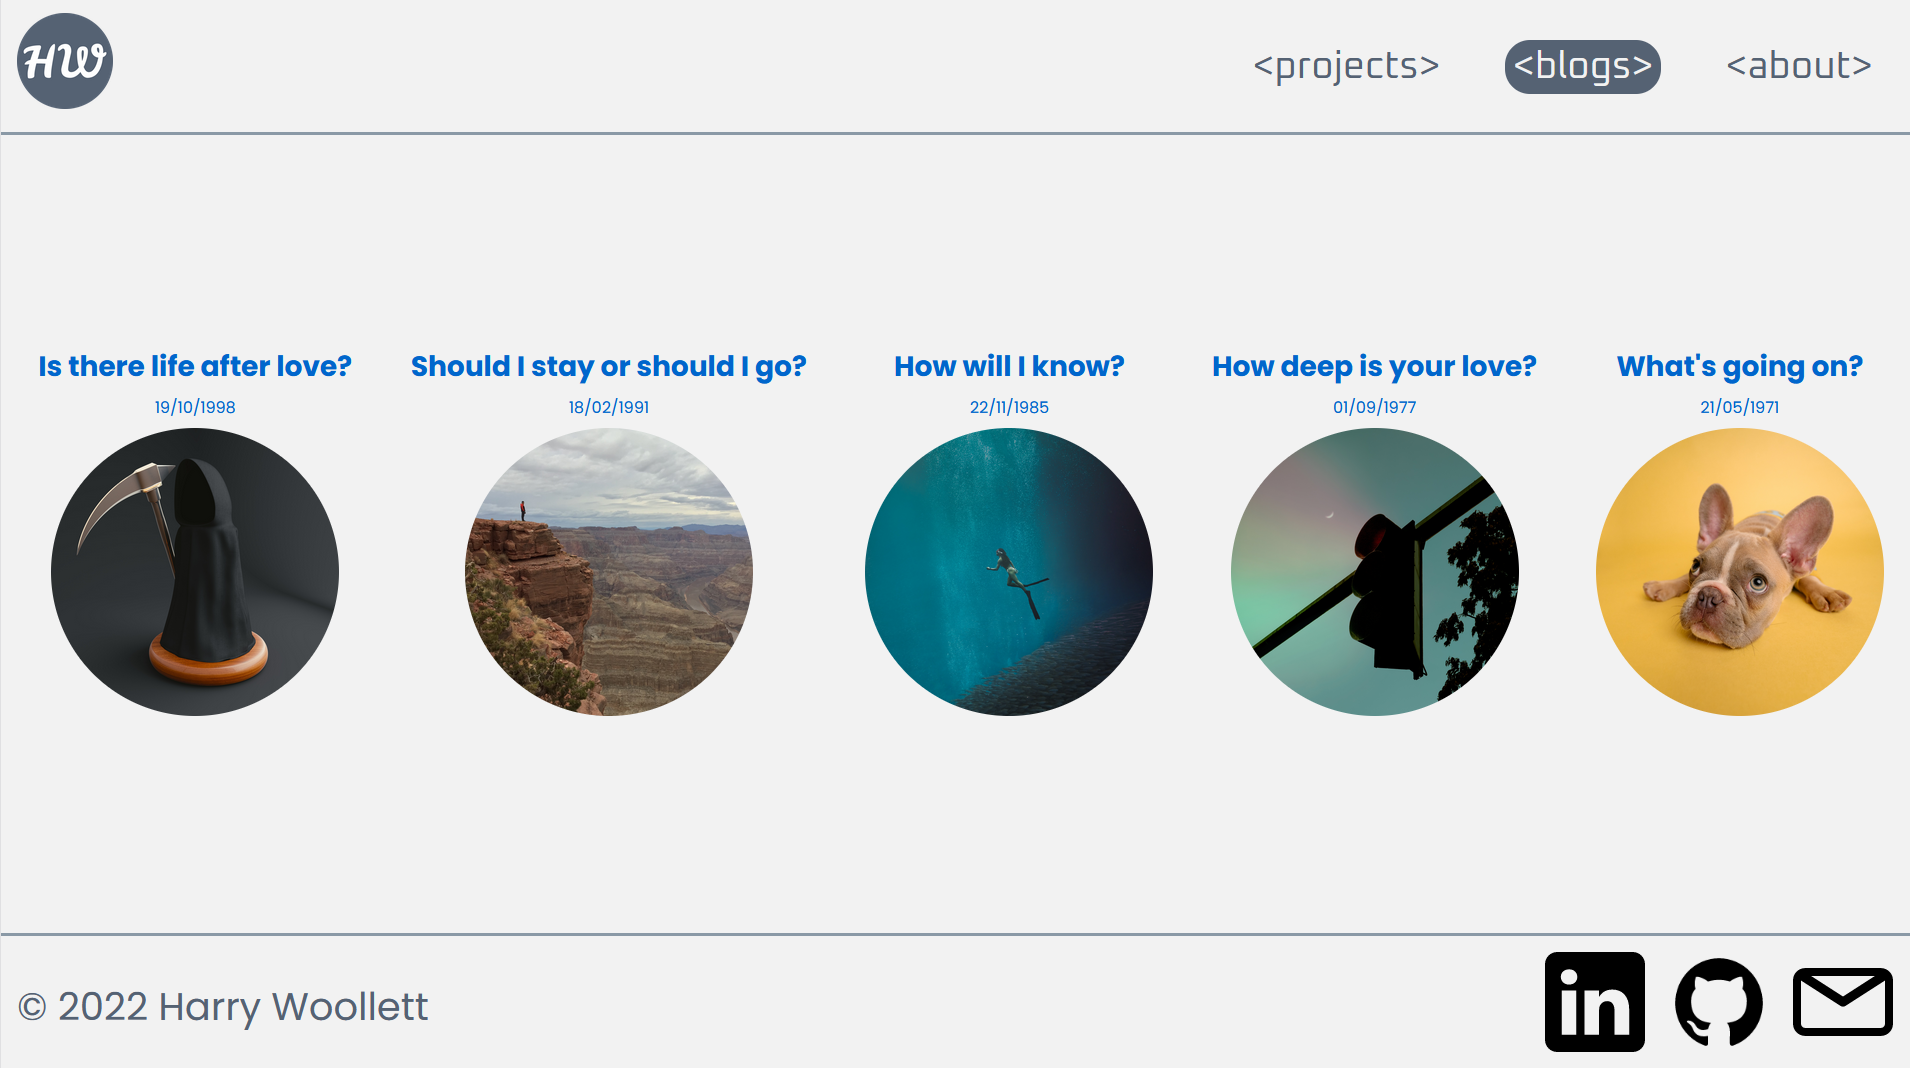 HW
<projects>
<blogs>
<about>
Is there life after love?
19/10/1998
Should I stay or should I go?
18/02/1991
How will I know?
22/11/1985
How deep is your love?
01/09/1977
What's going on?
21/05/1971
© 2022 Harry Woollett
in